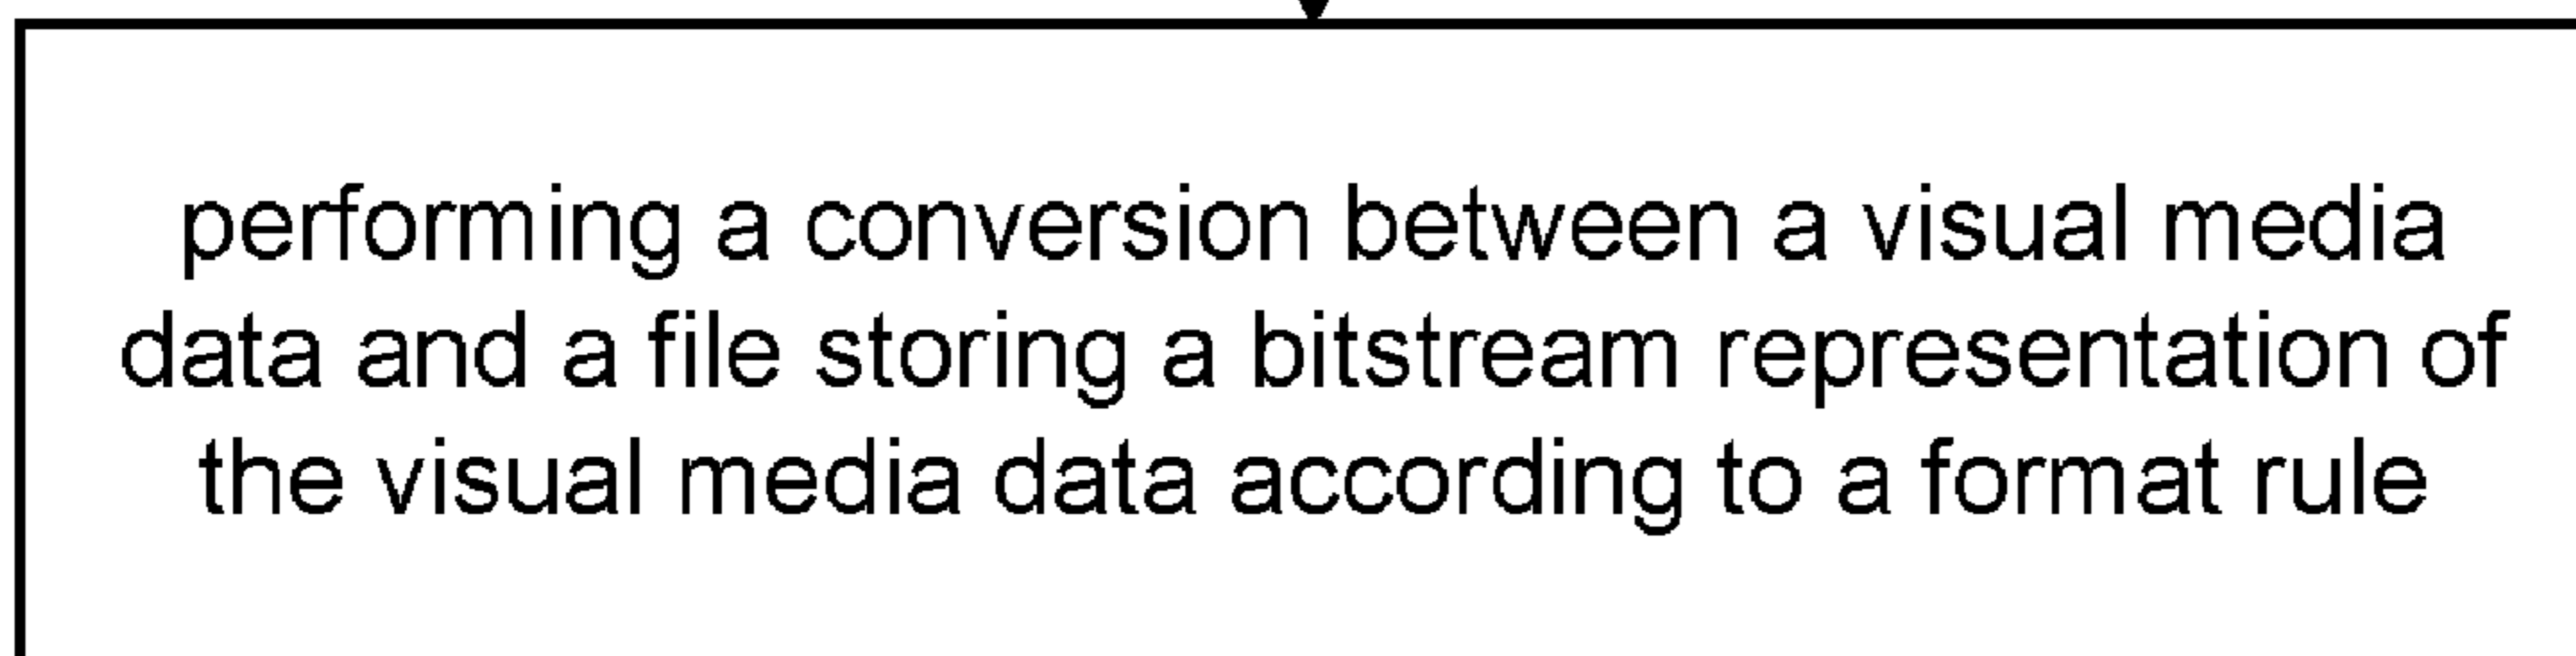 performing a conversion between a visual media
data and a file storing a bitstream representation of
the visual media data according to a format rule